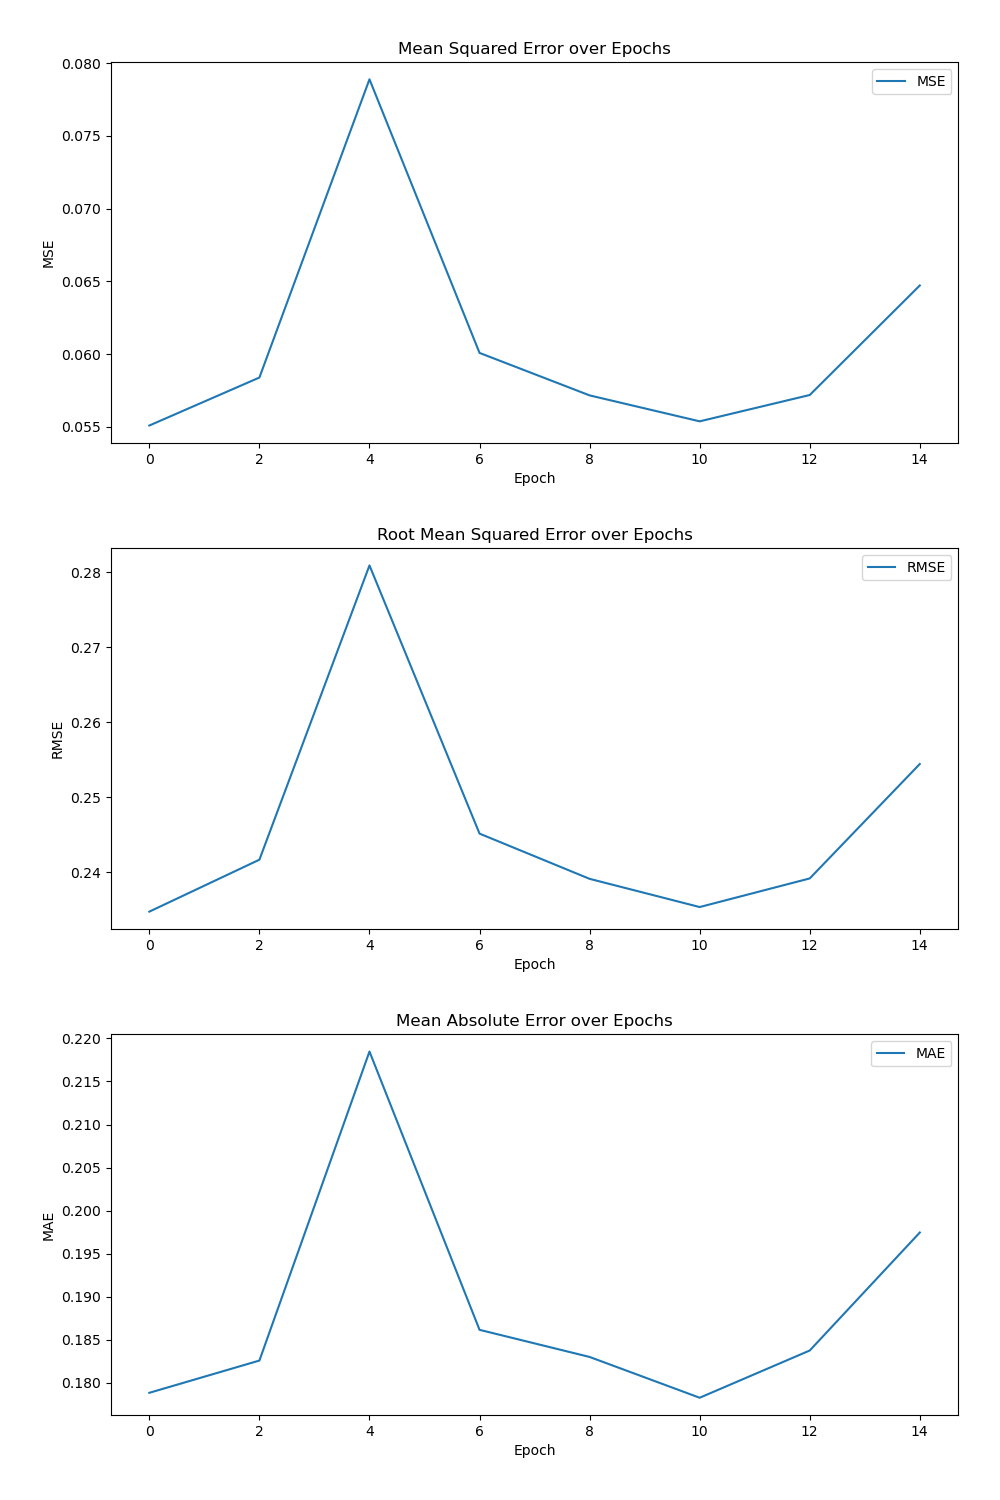 Mean Squared Error over Epochs
MSE
0.080
0.075
0.070
0.065
0.060
0.055
MSE
0 2 4 6 8 10 12 14
Epoch
Root Mean Squared Error over Epochs
RMSE
0.28
0.27
0.26
0.25
0.24
RMSE
0 2 4 6 8 10 12 14
Epoch
Mean Absolute Error over Epochs
MAE
0.220
0.215
0.210
0.205
0.200
0.195
0.190
0.185
0.180
MAE
0 2 4 6 8 10 12 14
Epoch